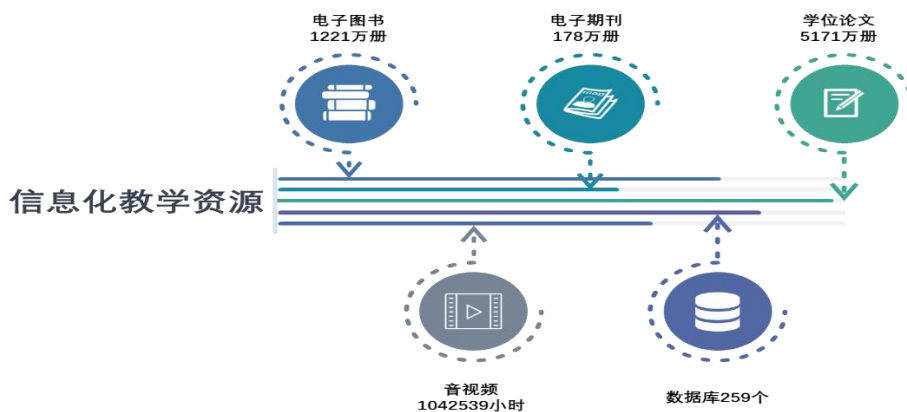 电子图书
1221万册
电子期刊
178万册
学位论文
5171万册
信息化教学资源
音视频
1042539小时
数据库259个